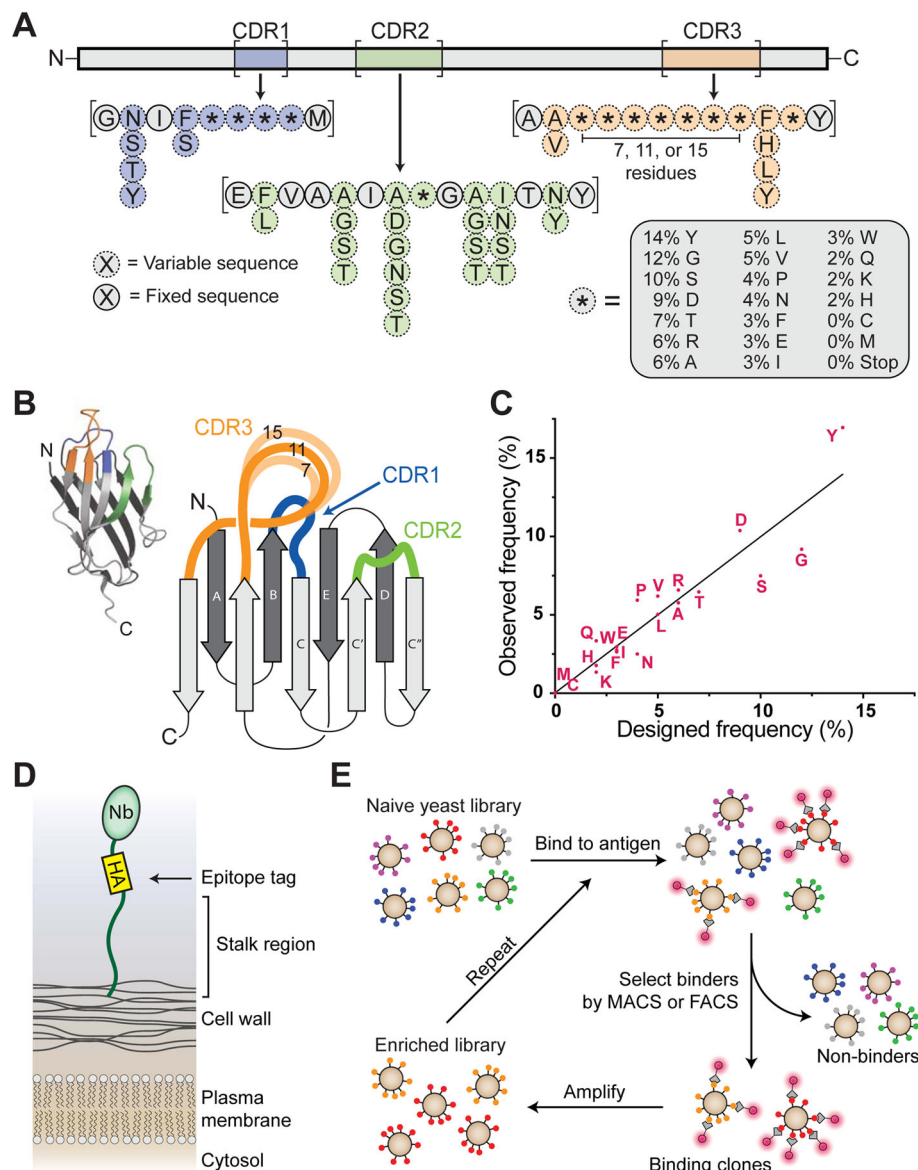 A
CDR1 CDR2 CDR3
N C
G N I F * * * * M
S S
T
Y
A A * * * * * * * F * Y
V H
L
Y
7, 11, or 15
residues
E F V A A I A * G A I T N Y
L G D G N Y
S G S S
T N T T
S
T
X = Variable sequence
X = Fixed sequence
* =
14% Y 5% L 3% W
12% G 5% V 2% Q
10% S 4% P 2% K
9% D 4% N 2% H
7% T 3% F 0% C
6% R 3% E 0% M
6% A 3% I 0% Stop
B
N
C
CDR3
15
11
7
CDR1
CDR2
N
A B C E C' D C"
C
C
Observed frequency (%)
15
10
5
0
0 5 10 15
Designed frequency (%)
Y
D
G
S
P V R
T
A
L
Q W E
I
H F N
K
M
C
D
Nb
HA
Epitope tag
Stalk region
Cell wall
Plasma
membrane
Cytosol
E
Naive yeast library
Bind to antigen
Repeat
Select binders
by MACS or FACS
Non-binders
Enriched library
Amplify
Binding clones